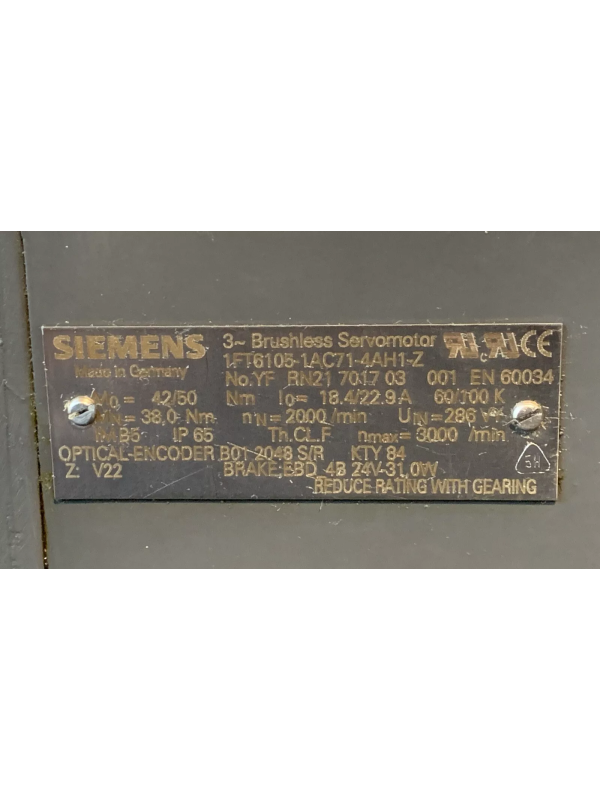 SIEMENS 3~ Brushless Servomotor
Made in Germany 1FT6105-1AC71-4AH1-Z
No.YF RN21 7017 03 001 EN 60034
M0= 42/50 Nm I0= 18.4/22.9 A 60/100 K
MN= 38,0 Nm nN=2000/min UIN=286 V
IM B5 IP 65 Th.Cl.F nmax= 3000 /min
OPTICAL-ENCODER B01 2048 S/R KTY 84
Z: V22 BRAKE EBD 4B 24V-31,0W
REDUCE RATING WITH GEARING